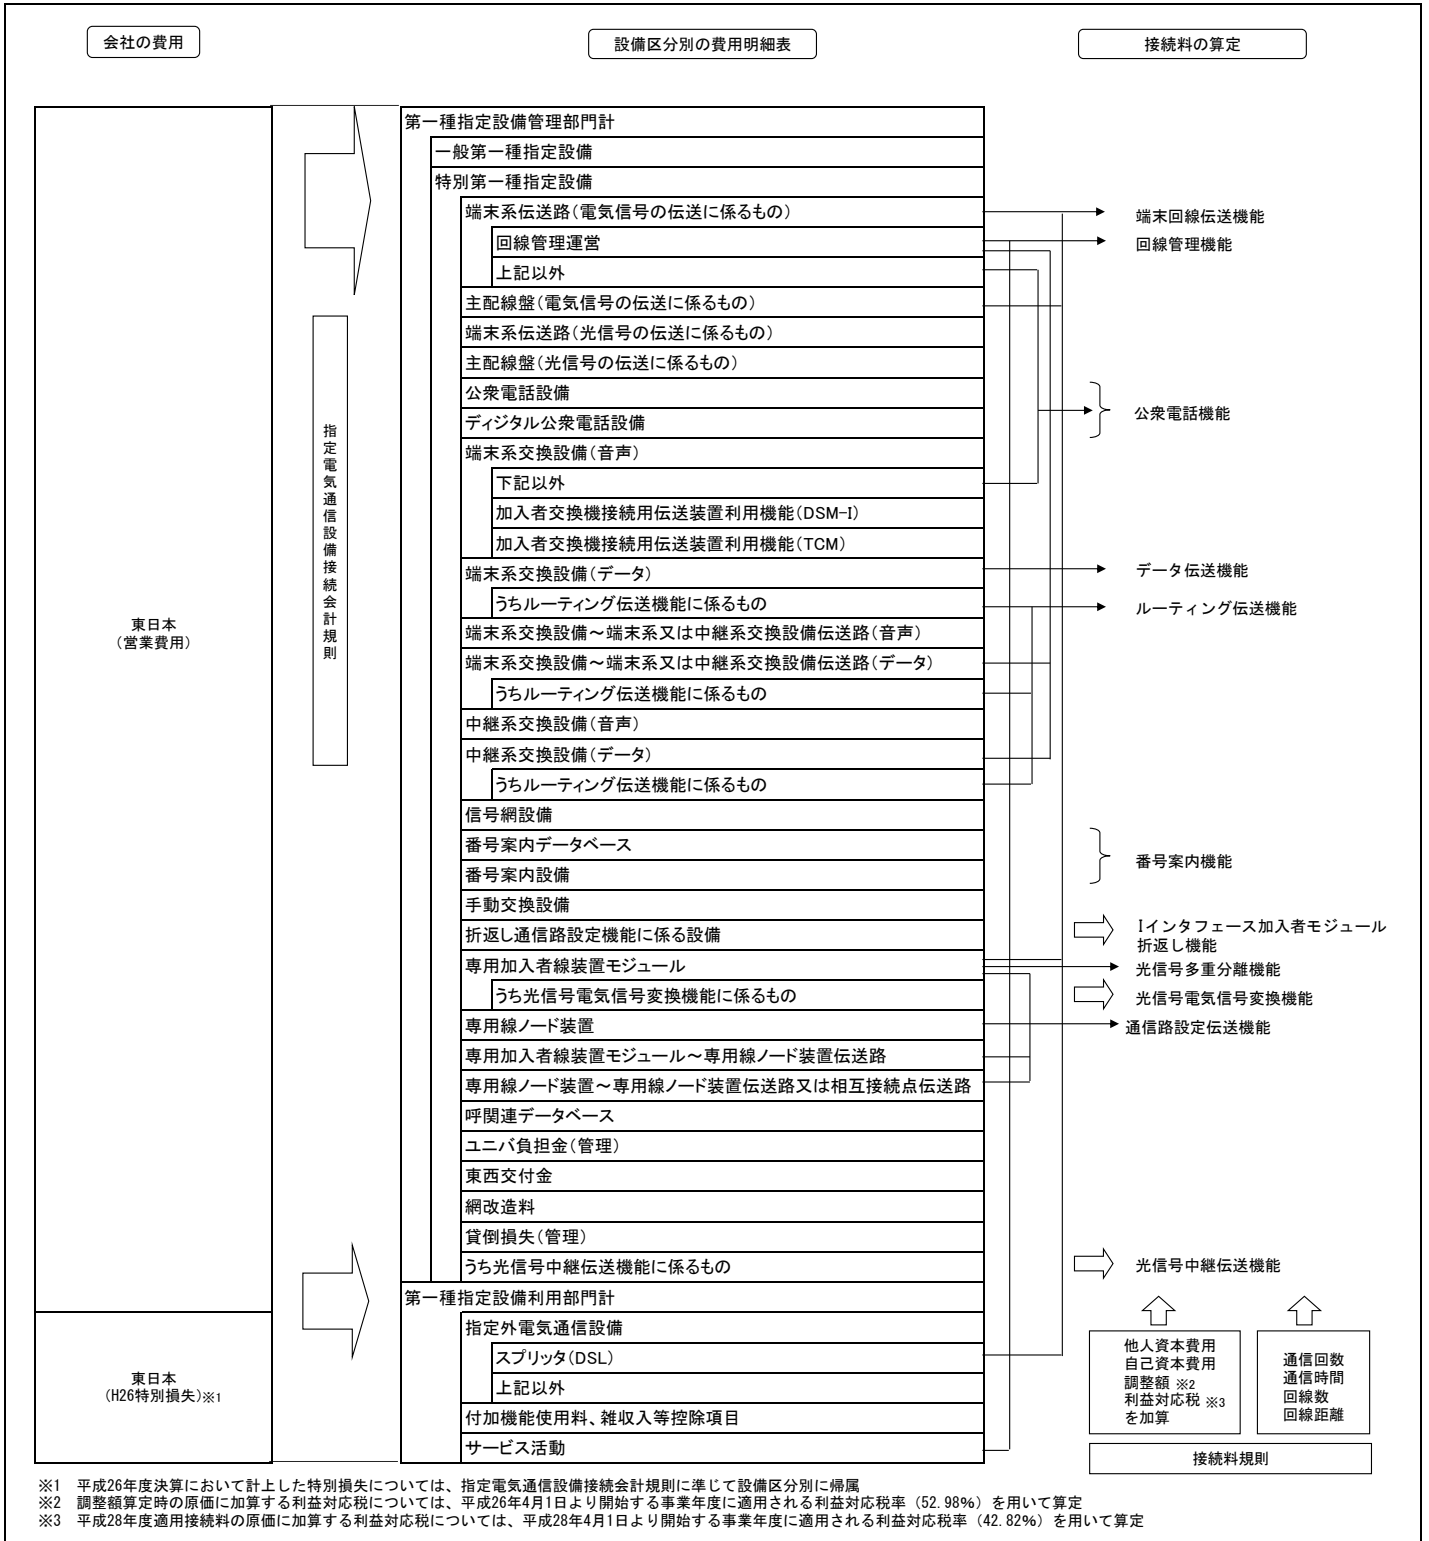 会社の費用
設備区分別の費用明細表
接続料の算定
東日本
(営業費用)
東日本
(H26特別損失)※1
指定電気通信設備接続会計規則
第一種指定設備管理部門計
一般第一種指定設備
特別第一種指定設備
端末系伝送路(電気信号の伝送に係るもの)
回線管理運営
上記以外
主配線盤(電気信号の伝送に係るもの)
端末系伝送路(光信号の伝送に係るもの)
主配線盤(光信号の伝送に係るもの)
公衆電話設備
ディジタル公衆電話設備
端末系交換設備(音声)
下記以外
加入者交換機接続用伝送装置利用機能(DSM-I)
加入者交換機接続用伝送装置利用機能(TCM)
端末系交換設備(データ)
うちルーティング伝送機能に係るもの
端末系交換設備～端末系又は中継系交換設備伝送路(音声)
端末系交換設備～端末系又は中継系交換設備伝送路(データ)
うちルーティング伝送機能に係るもの
中継系交換設備(音声)
中継系交換設備(データ)
うちルーティング伝送機能に係るもの
信号網設備
番号案内データベース
番号案内設備
手動交換設備
折返し通信路設定機能に係る設備
専用加入者線装置モジュール
うち光信号電気信号変換機能に係るもの
専用線ノード装置
専用加入者線装置モジュール～専用線ノード装置伝送路
専用線ノード装置～専用線ノード装置伝送路又は相互接続点伝送路
呼関連データベース
ユニバ負担金(管理)
東西交付金
網改造料
貸倒損失(管理)
うち光信号中継伝送機能に係るもの
第一種指定設備利用部門計
指定外電気通信設備
スプリッタ(DSL)
上記以外
付加機能使用料、雑収入等控除項目
サービス活動
端末回線伝送機能
回線管理機能
公衆電話機能
データ伝送機能
ルーティング伝送機能
番号案内機能
Iインタフェース加入者モジュール
折返し機能
光信号多重分離機能
光信号電気信号変換機能
通信路設定伝送機能
光信号中継伝送機能
他人資本費用
自己資本費用
調整額 ※2
利益対応税 ※3
を加算
通信回数
通信時間
回線数
回線距離
接続料規則
※1 平成26年度決算において計上した特別損失については、指定電気通信設備接続会計規則に準じて設備区分別に帰属
※2 調整額算定時の原価に加算する利益対応税については、平成26年4月1日より開始する事業年度に適用される利益対応税率（52.98%）を用いて算定
※3 平成28年度適用接続料の原価に加算する利益対応税については、平成28年4月1日より開始する事業年度に適用される利益対応税率（42.82%）を用いて算定